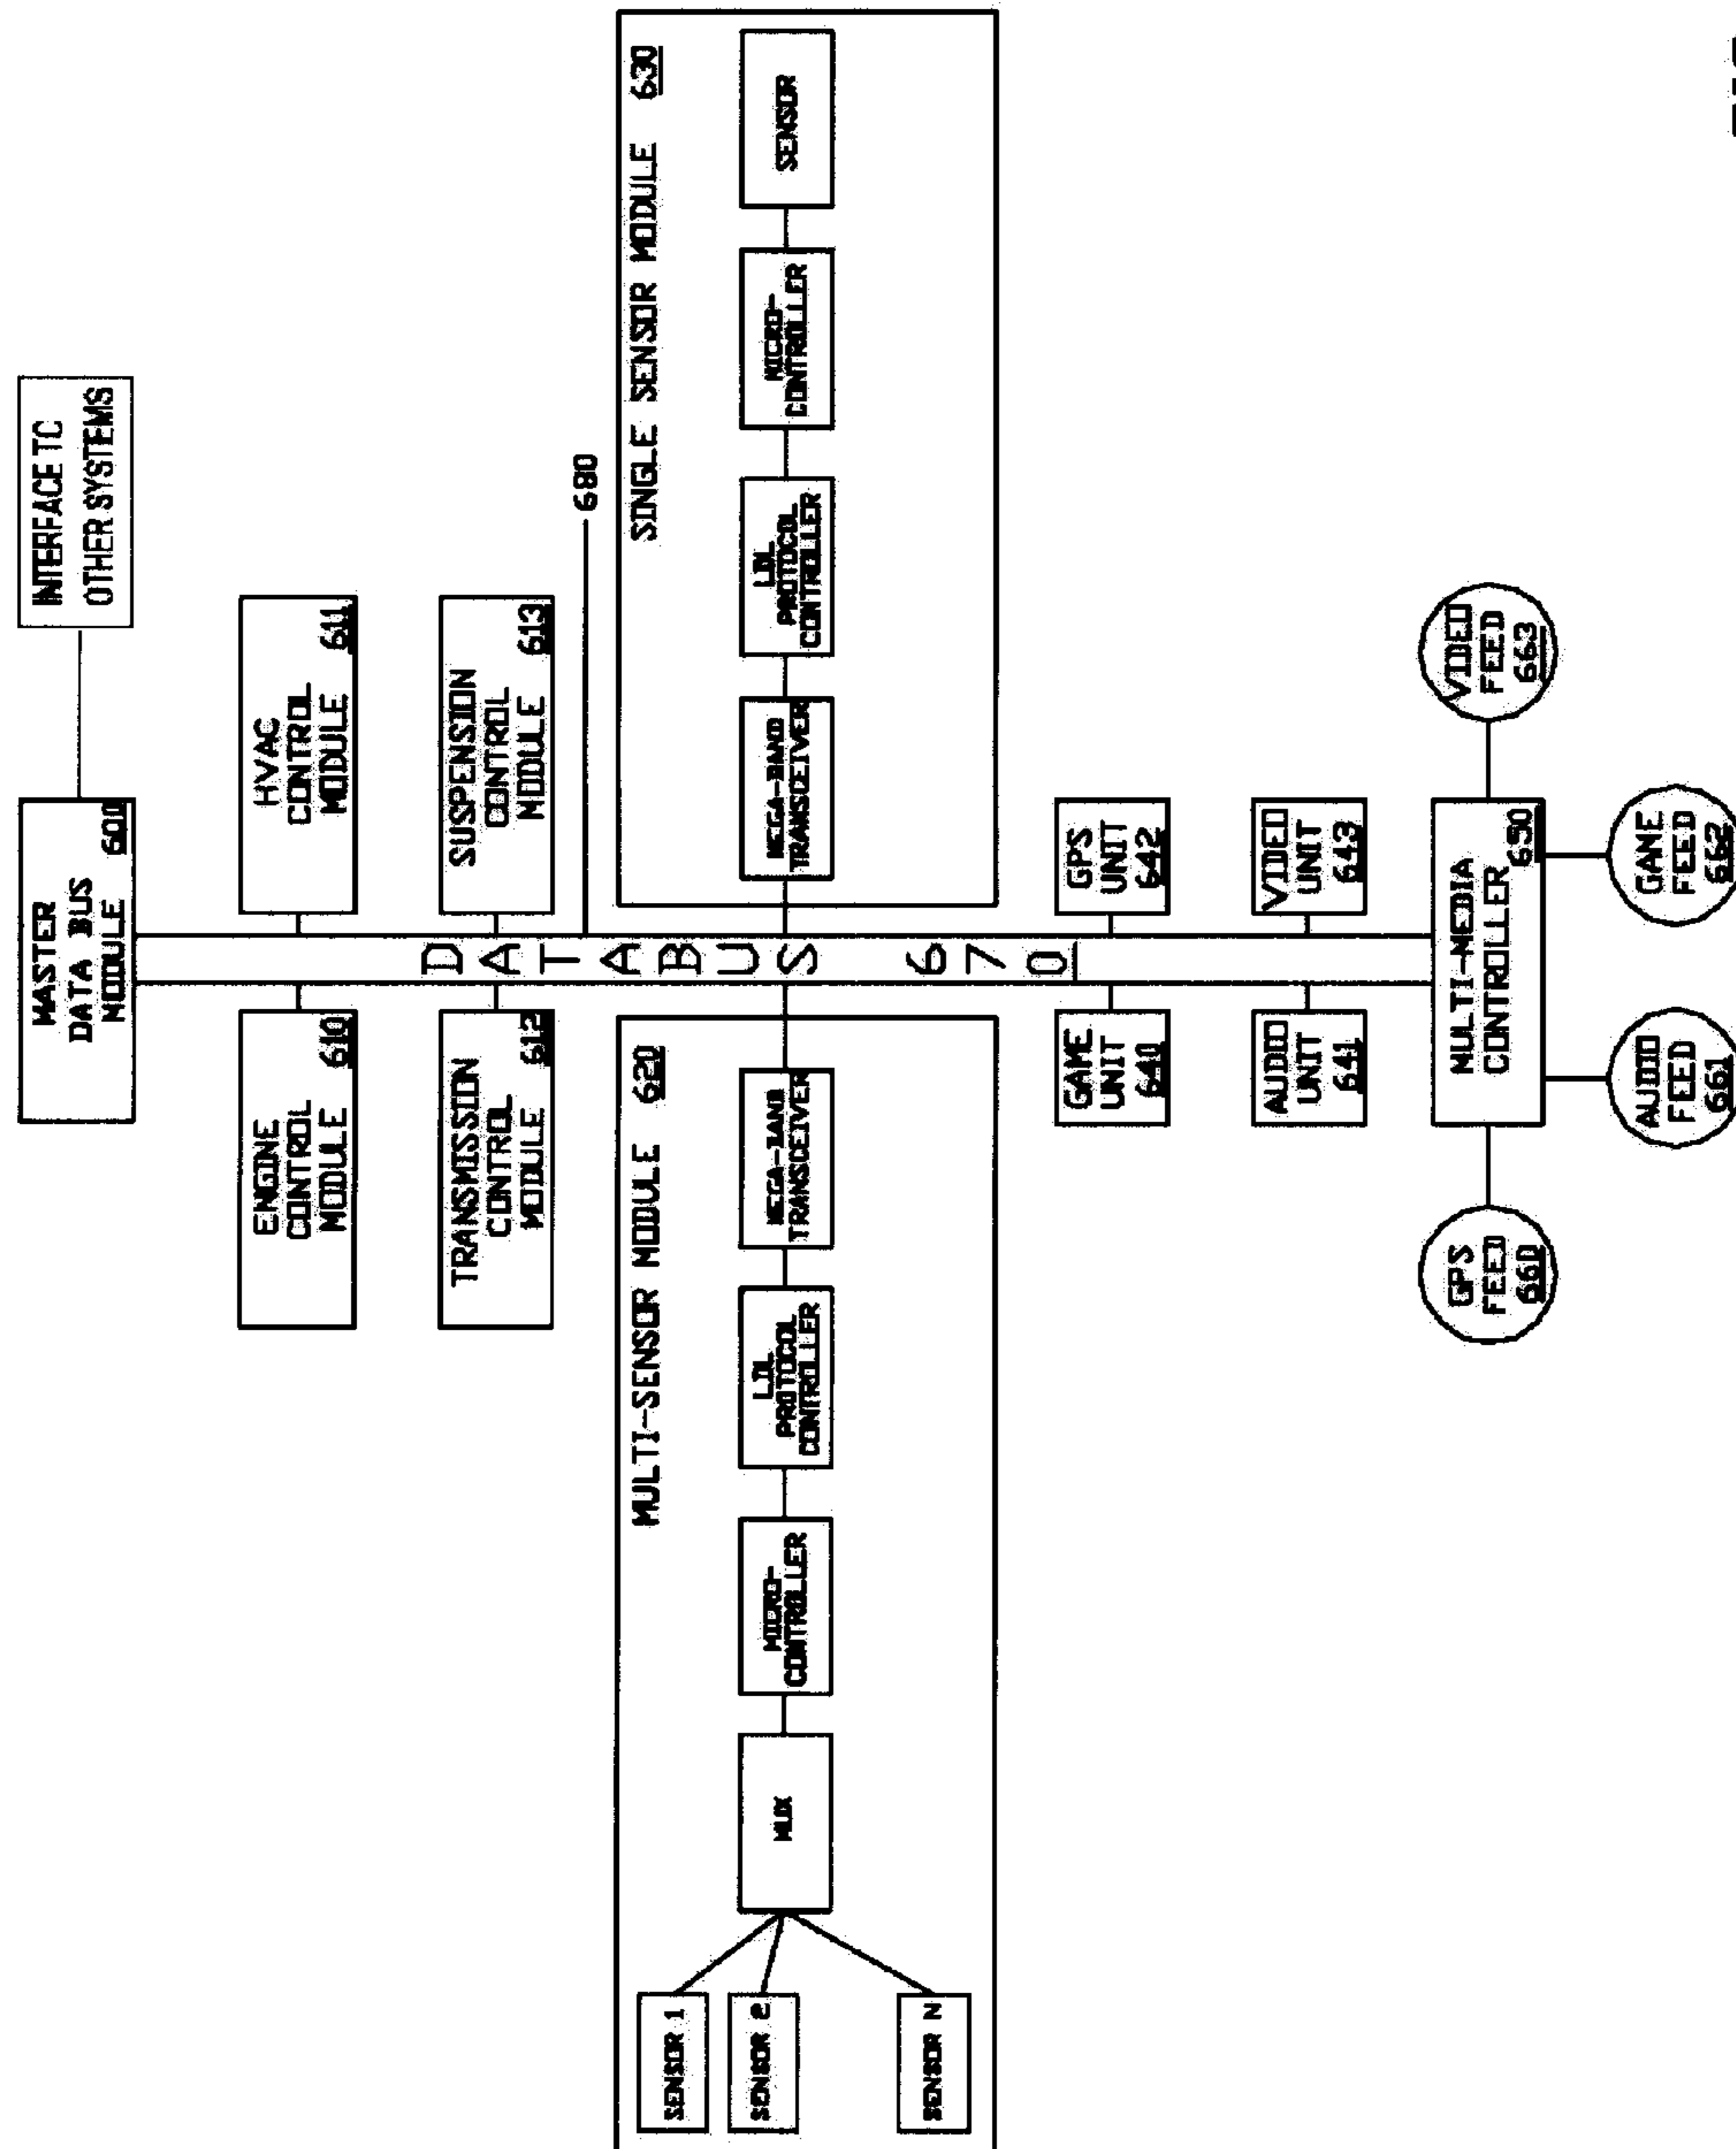 INTERFACE TO
OTHER SYSTEMS
MASTER
DATA BUS
MODULE 600
ENGINE
CONTROL
MODULE 610
HVAC
CONTROL
MODULE 611
TRANSMISSION
CONTROL
MODULE 612
SUSPENSION
CONTROL
MODULE 613
680
DATABUS 670
MULTI-SENSOR MODULE 620
SENSOR 1
SENSOR 2
SENSOR N
MUX
MICRO-
CONTROLLER
LDL
PROTOCOL
CONTROLLER
MEGA-BAND
TRANSCEIVER
SINGLE SENSOR MODULE 630
MEGA-BAND
TRANSCEIVER
LDL
PROTOCOL
CONTROLLER
MICRO-
CONTROLLER
SENSOR
GAME
UNIT
640
GPS
UNIT
642
AUDIO
UNIT
641
VIDEO
UNIT
643
MULTI-MEDIA
CONTROLLER 650
GPS
FEED
660
AUDIO
FEED
661
GAME
FEED
662
VIDEO
FEED
663